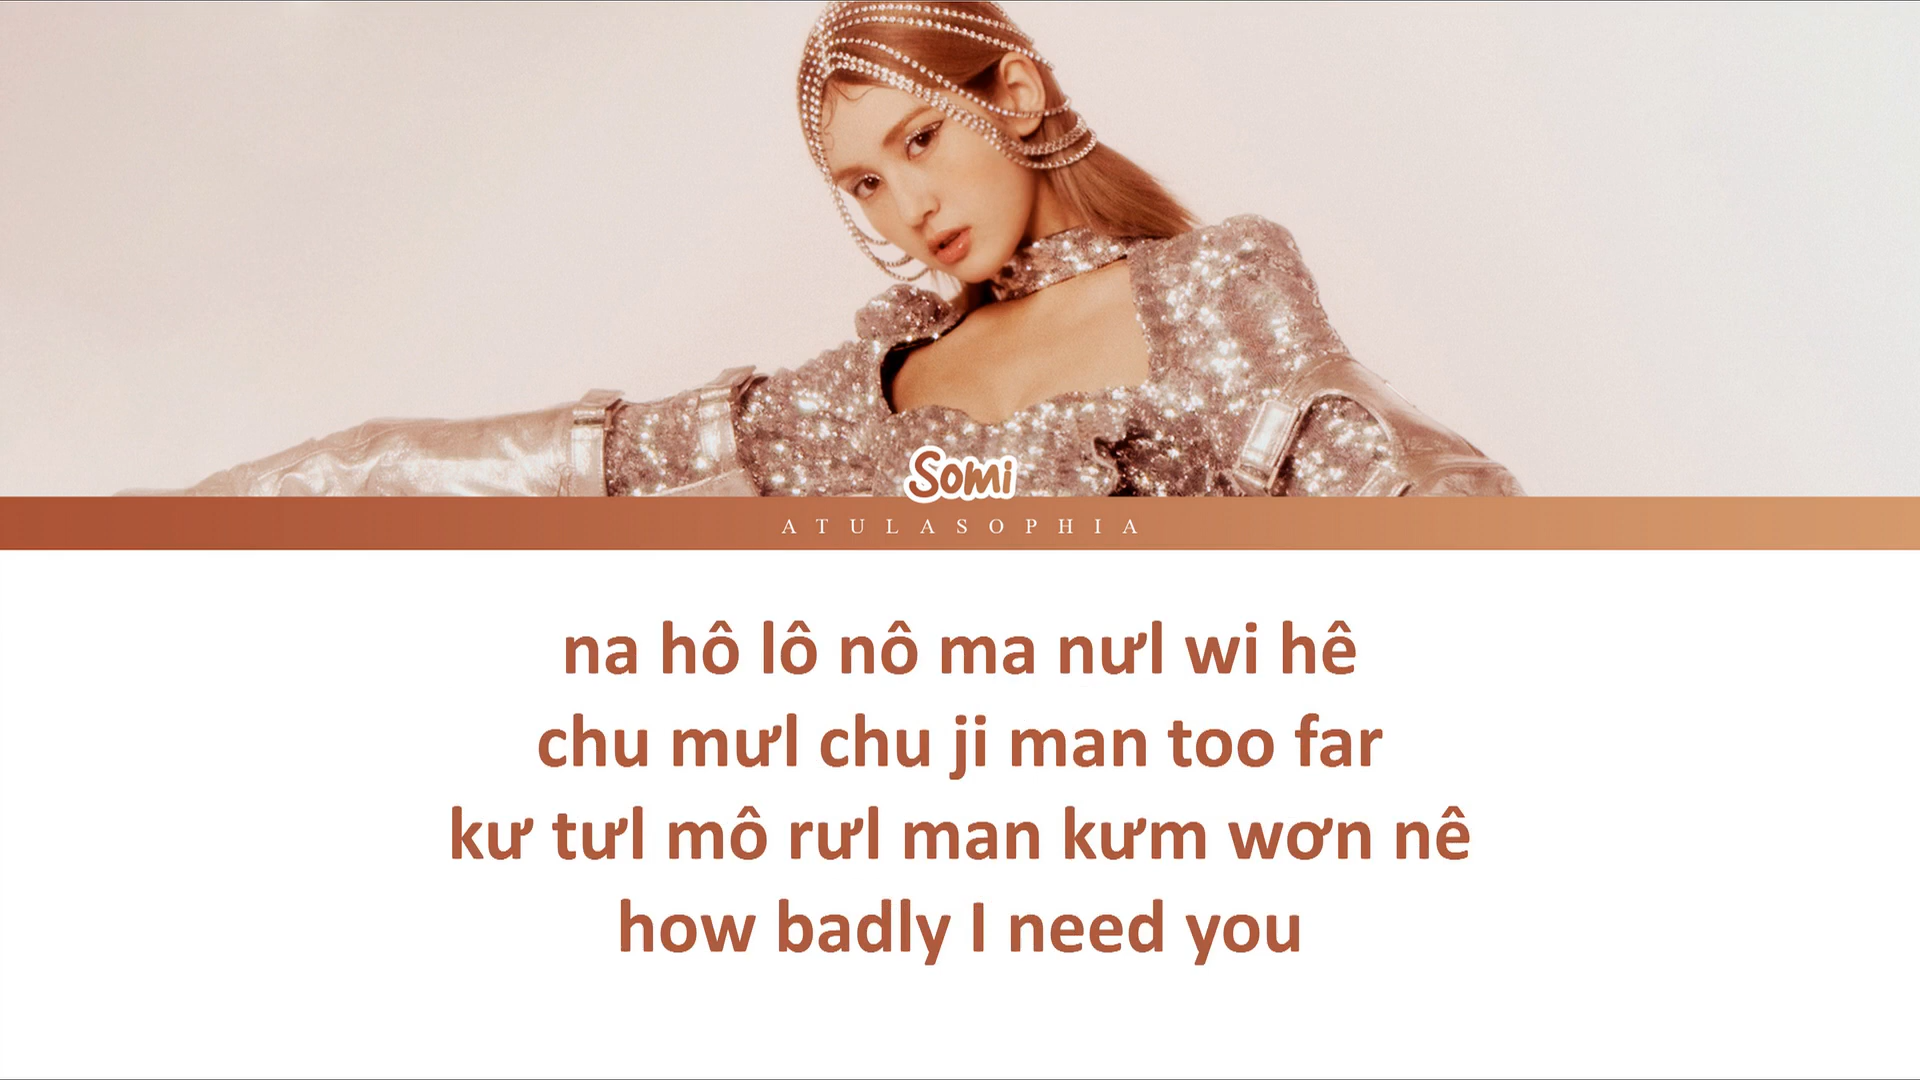 Somi
ATULASOPHIA
na hô lô nô ma nưl wi hê
chu mưl chu ji man too far
kư tưl mô rưl man kưm wơn nê
how badly I need you